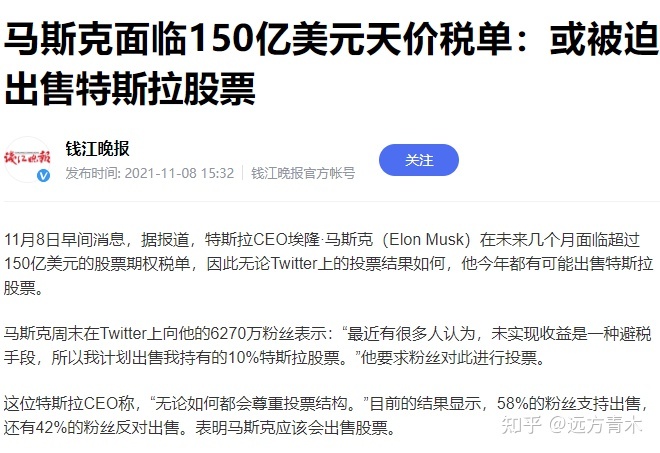 马斯克面临150亿美元天价税单：或被迫
出售特斯拉股票
钱江晚报
钱江晚报
发布时间: 2021-11-08 15:32
钱江晚报官方帐号
关注
11月8日早间消息，据报道，特斯拉CEO埃隆·马斯克（Elon Musk）在未来几个月面临超过
150亿美元的股票期权税单，因此无论Twitter上的投票结果如何，他今年都有可能出售特斯拉
股票。
马斯克周末在Twitter上向他的6270万粉丝表示：“最近有很多人认为，未实现收益是一种避税
手段，所以我计划出售我持有的10%特斯拉股票。”他要求粉丝对此进行投票。
这位特斯拉CEO称，“无论如何都会尊重投票结构。”目前的结果显示，58%的粉丝支持出售，
还有42%的粉丝反对出售。表明马斯克应该会出售股票。
知乎 @远方青木